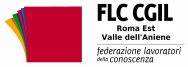 FLC CGIL
Roma Est
Valle dell'Aniene
federazione lavoratori
della conoscenza